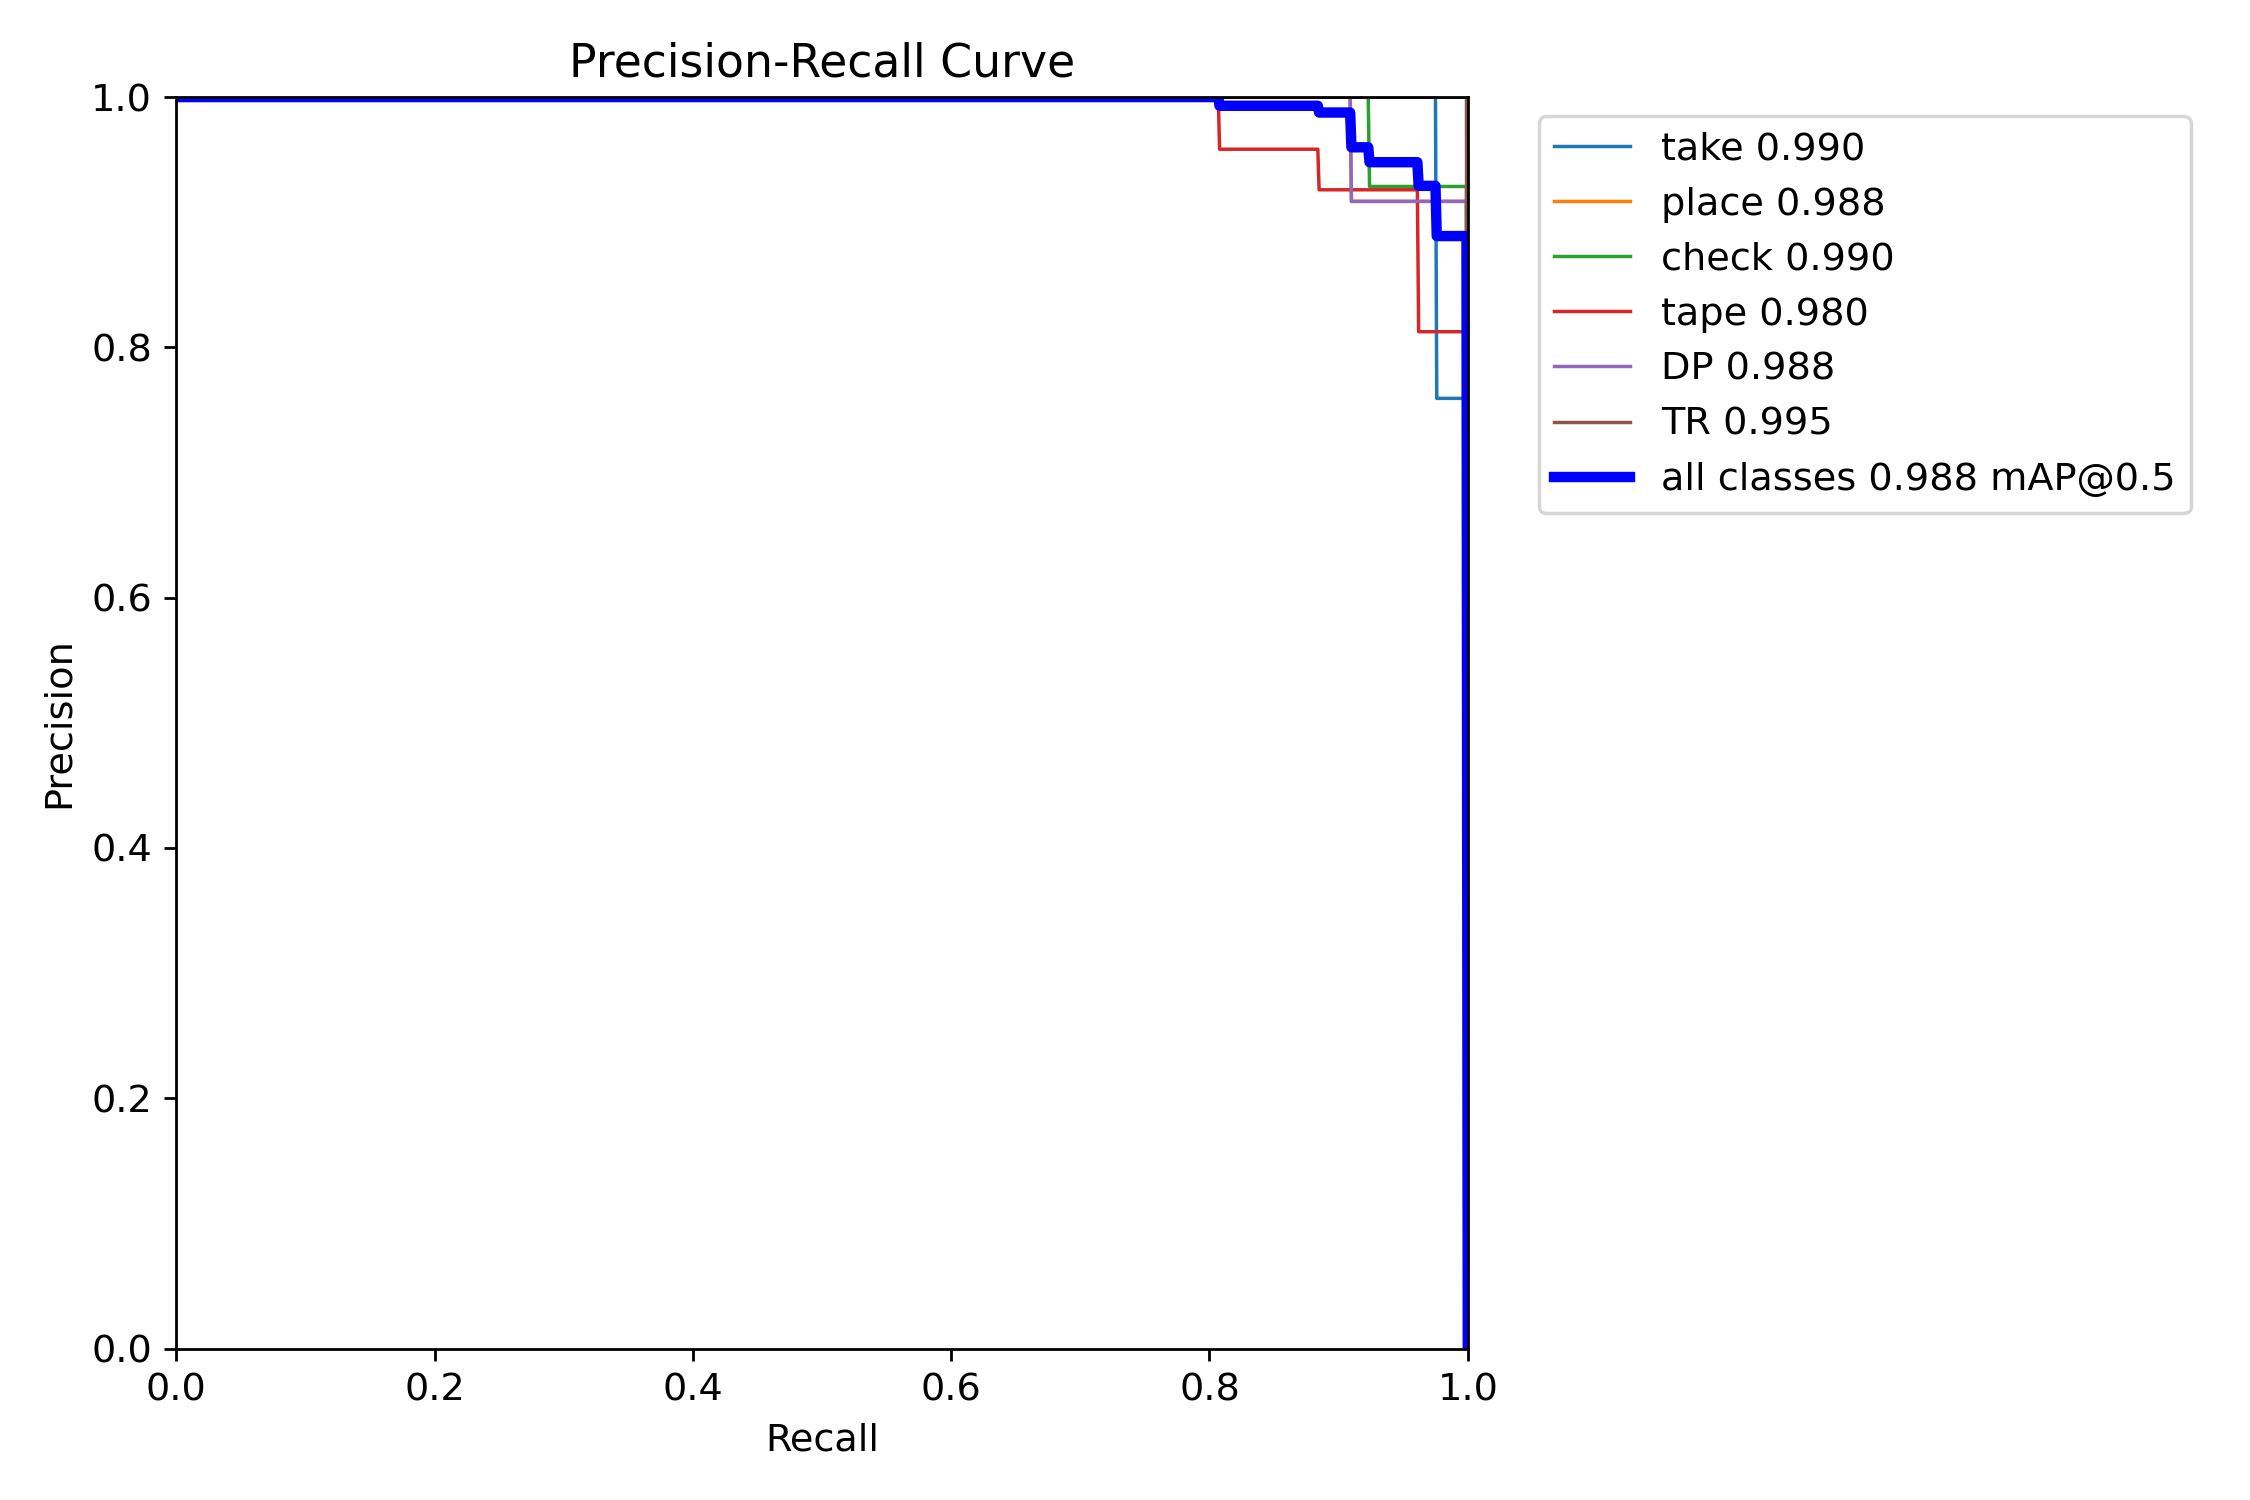 Precision-Recall Curve
1.0
0.8
0.6
0.4
0.2
0.0
Precision
0.0 0.2 0.4 0.6 0.8 1.0
Recall
take 0.990
place 0.988
check 0.990
tape 0.980
DP 0.988
TR 0.995
all classes 0.988 mAP@0.5